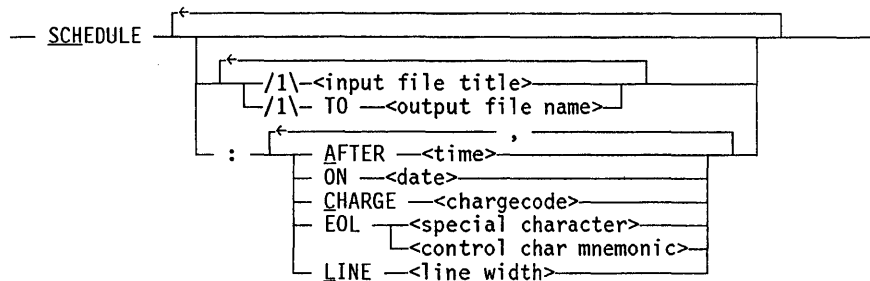 SCHEDULE
/1\-<input file title>
/1\- TO -<output file name>
,
: AFTER -<time>
ON -<date>
CHARGE -<chargecode>
EOL <special character>
<control char mnemonic>
LINE -<line width>